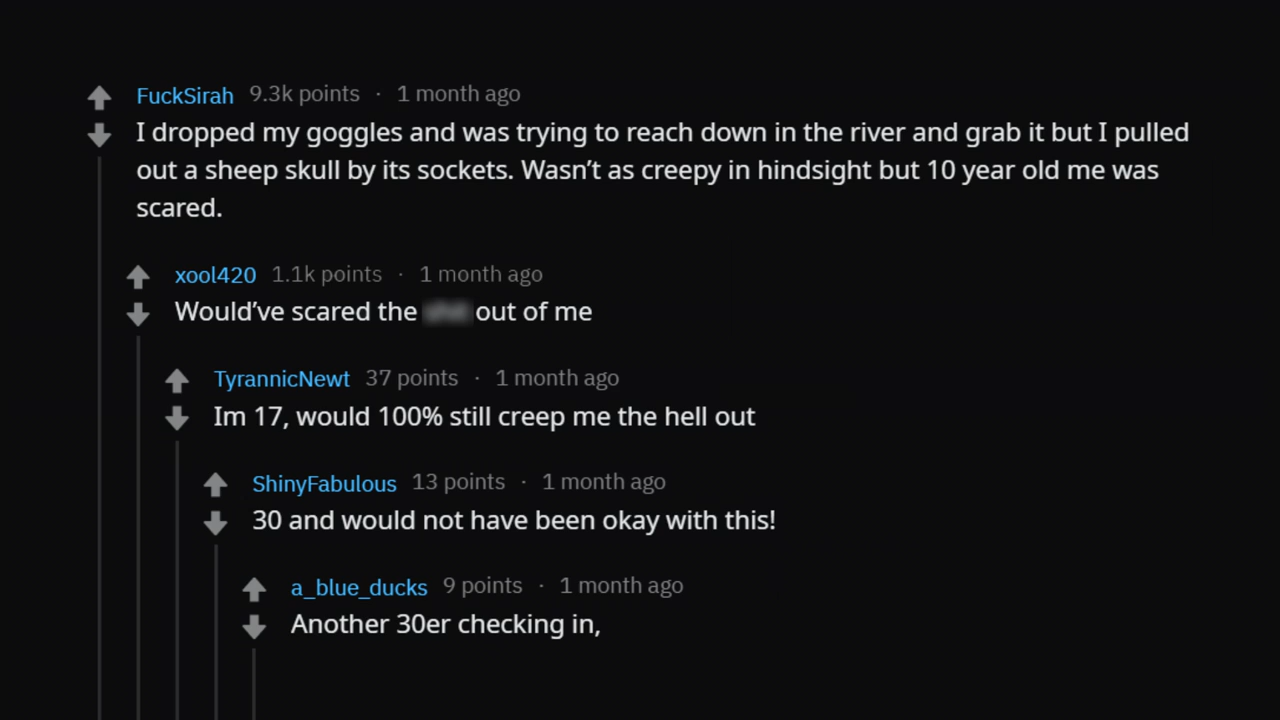 FuckSirah 9.3k points · 1 month ago
I dropped my goggles and was trying to reach down in the river and grab it but I pulled
out a sheep skull by its sockets. Wasn’t as creepy in hindsight but 10 year old me was
scared.
xool420 1.1k points · 1 month ago
Would’ve scared the out of me
TyrannicNewt 37 points · 1 month ago
Im 17, would 100% still creep me the hell out
ShinyFabulous 13 points · 1 month ago
30 and would not have been okay with this!
a_blue_ducks 9 points · 1 month ago
Another 30er checking in,